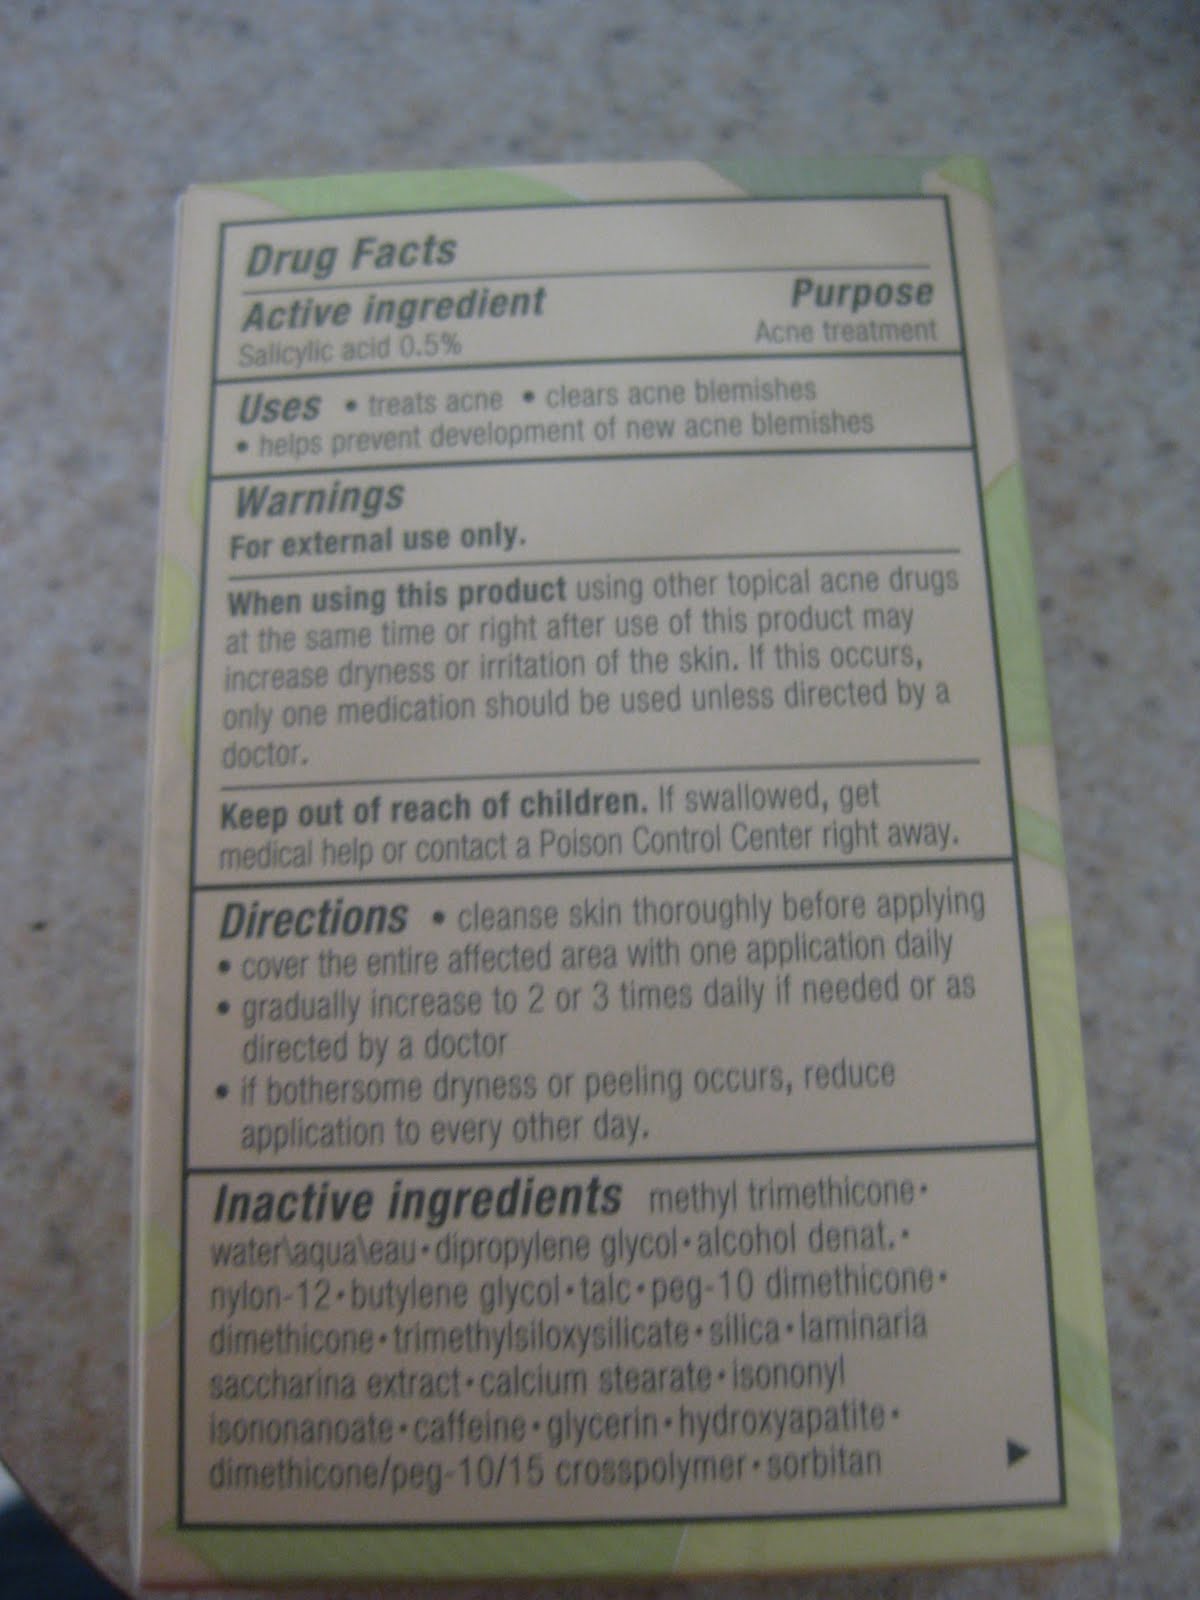 Drug Facts
Active ingredient Purpose
Salicylic acid 0.5% Acne treatment
Uses • treats acne • clears acne blemishes
• helps prevent development of new acne blemishes
Warnings
For external use only.
When using this product using other topical acne drugs
at the same time or right after use of this product may
increase dryness or irritation of the skin. If this occurs,
only one medication should be used unless directed by a
doctor.
Keep out of reach of children. If swallowed, get
medical help or contact a Poison Control Center right away.
Directions • cleanse skin thoroughly before applying
• cover the entire affected area with one application daily
• gradually increase to 2 or 3 times daily if needed or as
directed by a doctor
• if bothersome dryness or peeling occurs, reduce
application to every other day.
Inactive ingredients methyl trimethicone•
water\aqua\eau•dipropylene glycol•alcohol denat.•
nylon-12•butylene glycol•talc•peg-10 dimethicone•
dimethicone•trimethylsiloxysilicate•silica•laminaria
saccharina extract•calcium stearate•isononyl
isononanoate•caffeine•glycerin•hydroxyapatite•
dimethicone/peg-10/15 crosspolymer•sorbitan